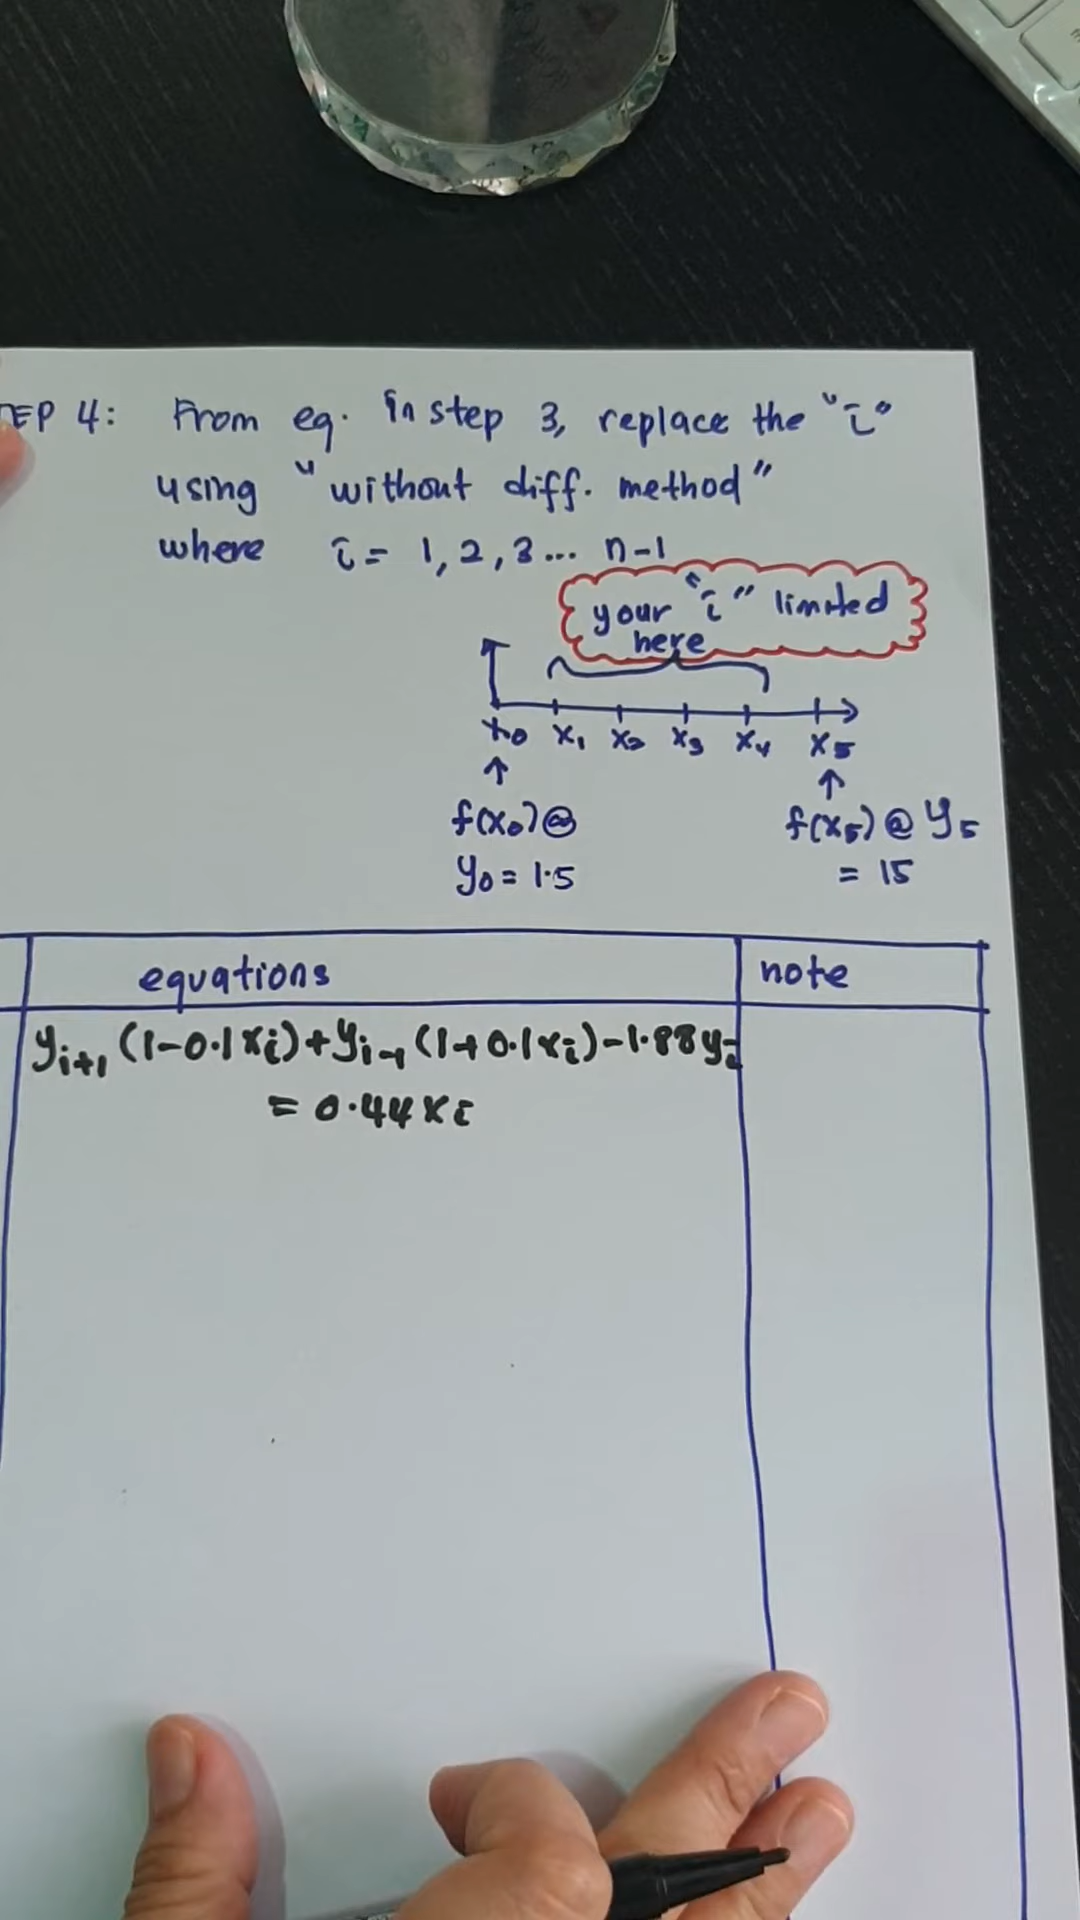 EP 4: From eq. in step 3, replace the "i"
using "without diff. method"
where i = 1, 2, 3 ... n-1
your "i" limited
here
x0 x1 x2 x3 x4 x5
↑ ↑
f(x0) @ f(x5) @ y5
y0 = 1.5 = 15
equations note
yi+1 (1-0.1xi) + yi-1 (1+0.1xi) - 1.88yi
= 0.44xi